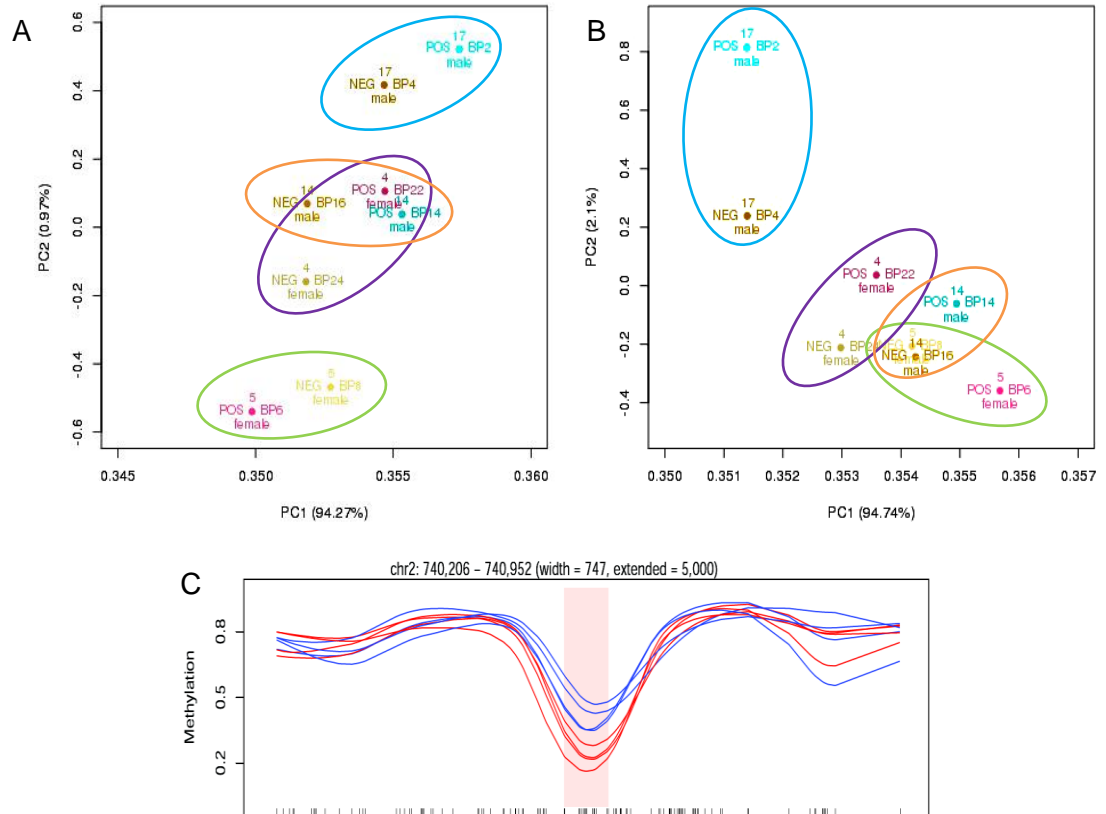 A
0.6
0.4
0.2
0.0
-0.2
-0.4
-0.6
PC2 (0.97%)
17
POS BP2
male
17
NEG BP4
male
4
POS BP22
female
14
NEG BP16
male
14
POS BP14
male
4
NEG BP24
female
5
NEG BP8
female
5
POS BP6
female
0.345
0.350
0.355
0.360
PC1 (94.27%)
B
0.8
0.6
0.4
0.2
0.0
-0.2
-0.4
PC2 (2.1%)
17
POS BP2
male
17
NEG BP4
male
4
POS BP22
female
14
POS BP14
male
4
NEG
female
5
NEG BP8
14
NEG BP16
male
5
POS BP6
female
0.350
0.351
0.352
0.353
0.354
0.355
0.356
0.357
PC1 (94.74%)
C
chr2: 740,206 − 740,952 (width = 747, extended = 5,000)
Methylation
0.8
0.5
0.2